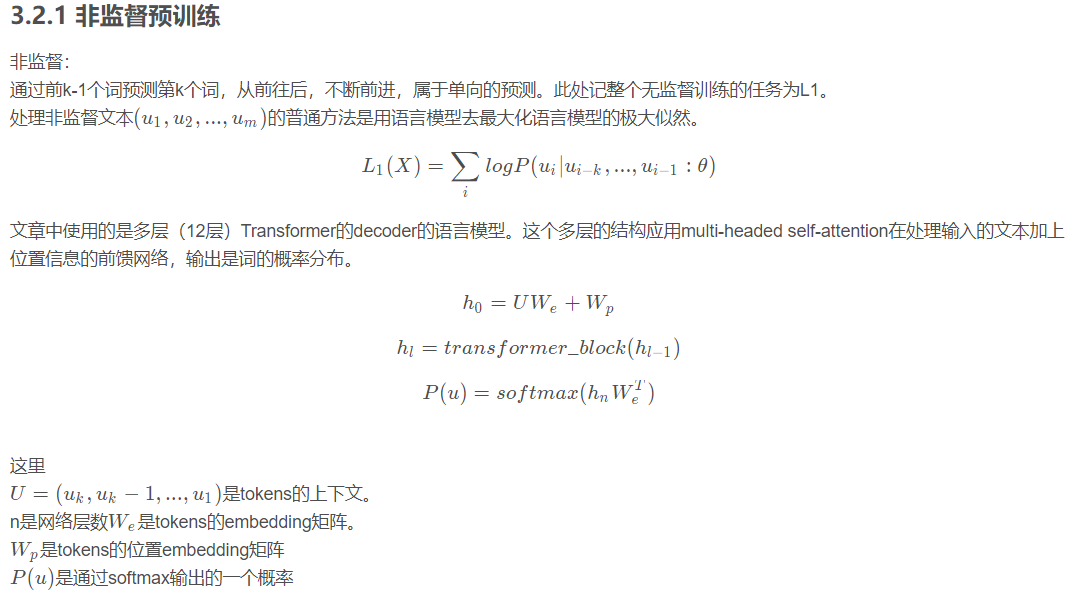 3.2.1 非监督预训练
非监督：
通过前k-1个词预测第k个词，从前往后，不断前进，属于单向的预测。此处记整个无监督训练的任务为L1。
处理非监督文本(u_1, u_2, ..., u_m)的普通方法是用语言模型去最大化语言模型的极大似然。
L_1(X) = ∑_i logP(u_i|u_{i-k}, ..., u_{i-1} : θ)
文章中使用的是多层（12层）Transformer的decoder的语言模型。这个多层的结构应用multi-headed self-attention在处理输入的文本加上
位置信息的前馈网络，输出是词的概率分布。
h_0 = UW_e + W_p
h_l = transformer_block(h_{l-1})
P(u) = softmax(h_n W_e^T)
这里
U = (u_k, u_k - 1, ..., u_1)是tokens的上下文。
n是网络层数W_e是tokens的embedding矩阵。
W_p是tokens的位置embedding矩阵
P(u)是通过softmax输出的一个概率